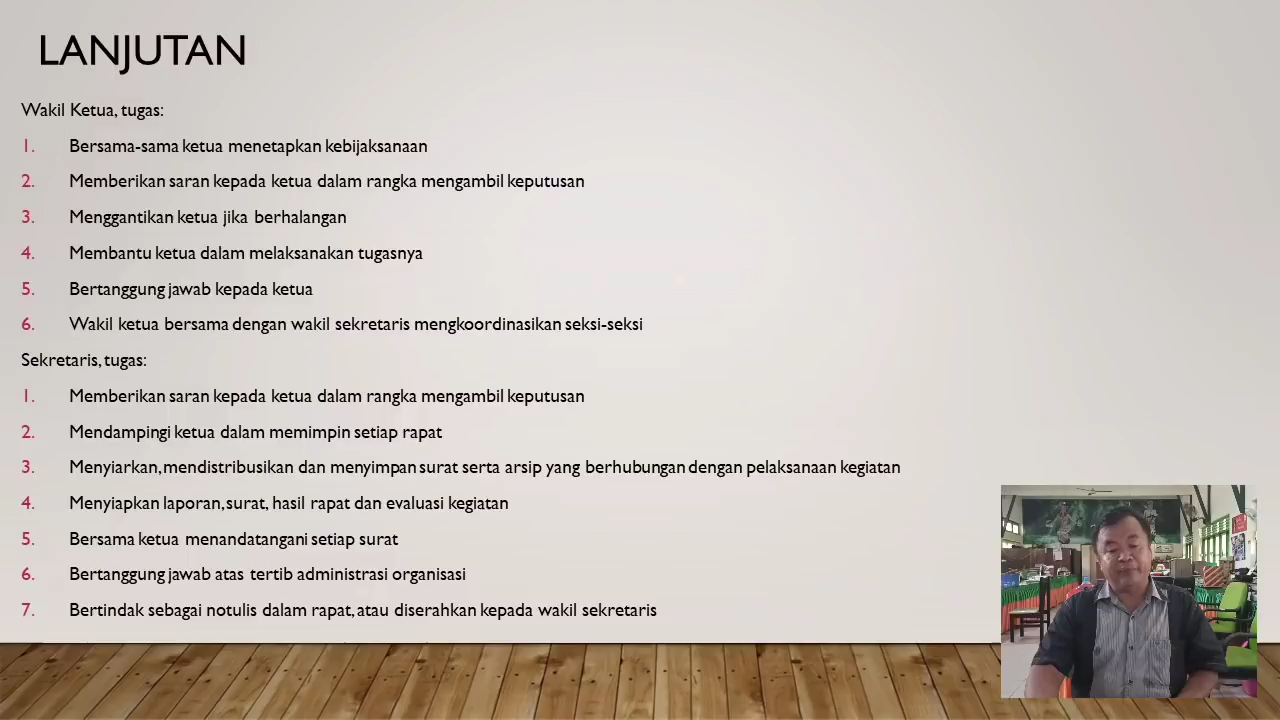 LANJUTAN
Wakil Ketua, tugas:
1. Bersama-sama ketua menetapkan kebijaksanaan
2. Memberikan saran kepada ketua dalam rangka mengambil keputusan
3. Menggantikan ketua jika berhalangan
4. Membantu ketua dalam melaksanakan tugasnya
5. Bertanggung jawab kepada ketua
6. Wakil ketua bersama dengan wakil sekretaris mengkoordinasikan seksi-seksi
Sekretaris, tugas:
1. Memberikan saran kepada ketua dalam rangka mengambil keputusan
2. Mendampingi ketua dalam memimpin setiap rapat
3. Menyiarkan, mendistribusikan dan menyimpan surat serta arsip yang berhubungan dengan pelaksanaan kegiatan
4. Menyiapkan laporan, surat, hasil rapat dan evaluasi kegiatan
5. Bersama ketua menandatangani setiap surat
6. Bertanggung jawab atas tertib administrasi organisasi
7. Bertindak sebagai notulis dalam rapat, atau diserahkan kepada wakil sekretaris